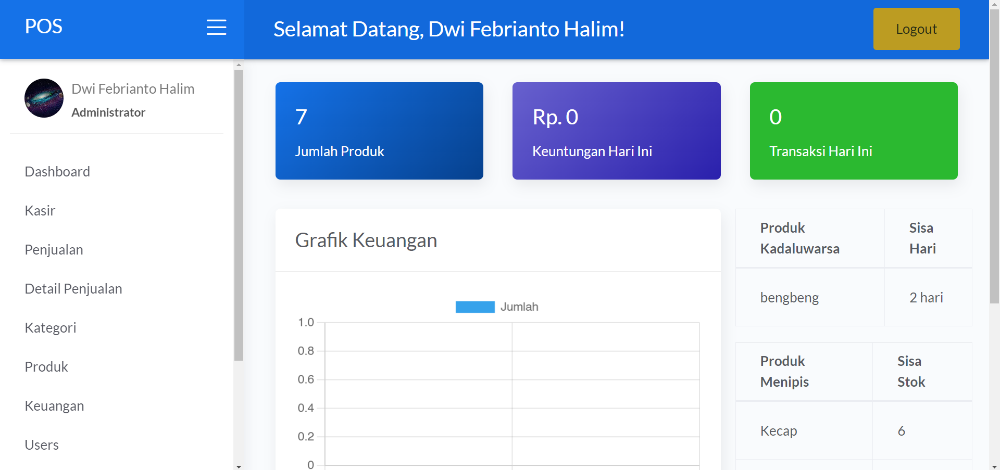 POS
Selamat Datang, Dwi Febrianto Halim!
Logout
Dwi Febrianto Halim
Administrator
Dashboard
Kasir
Penjualan
Detail Penjualan
Kategori
Produk
Keuangan
Users
7
Jumlah Produk
Rp. 0
Keuntungan Hari Ini
0
Transaksi Hari Ini
Grafik Keuangan
Jumlah
1.0
0.8
0.6
0.4
0.2
0
Produk
Kadaluwarsa
Sisa
Hari
bengbeng
2 hari
Produk
Menipis
Sisa
Stok
Kecap
6